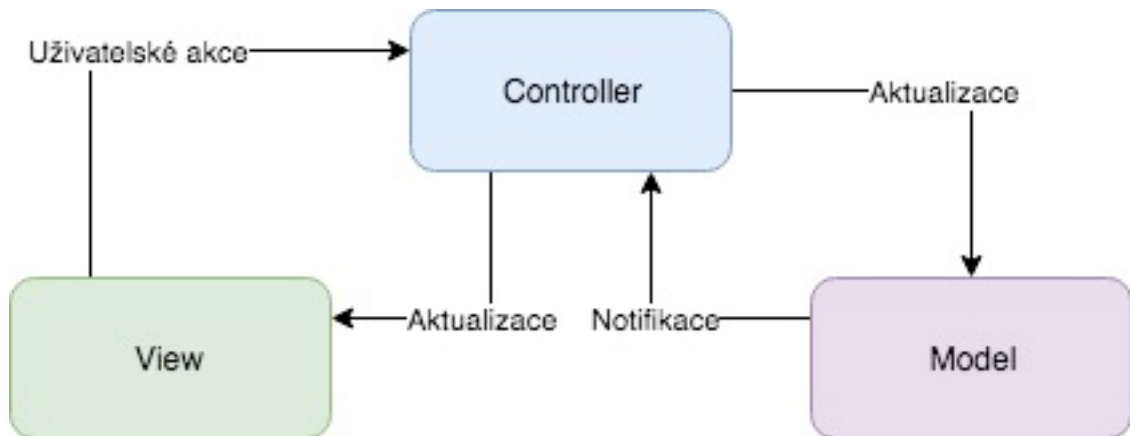 Uživatelské akce
Controller
Aktualizace
Aktualizace
Notifikace
View
Model